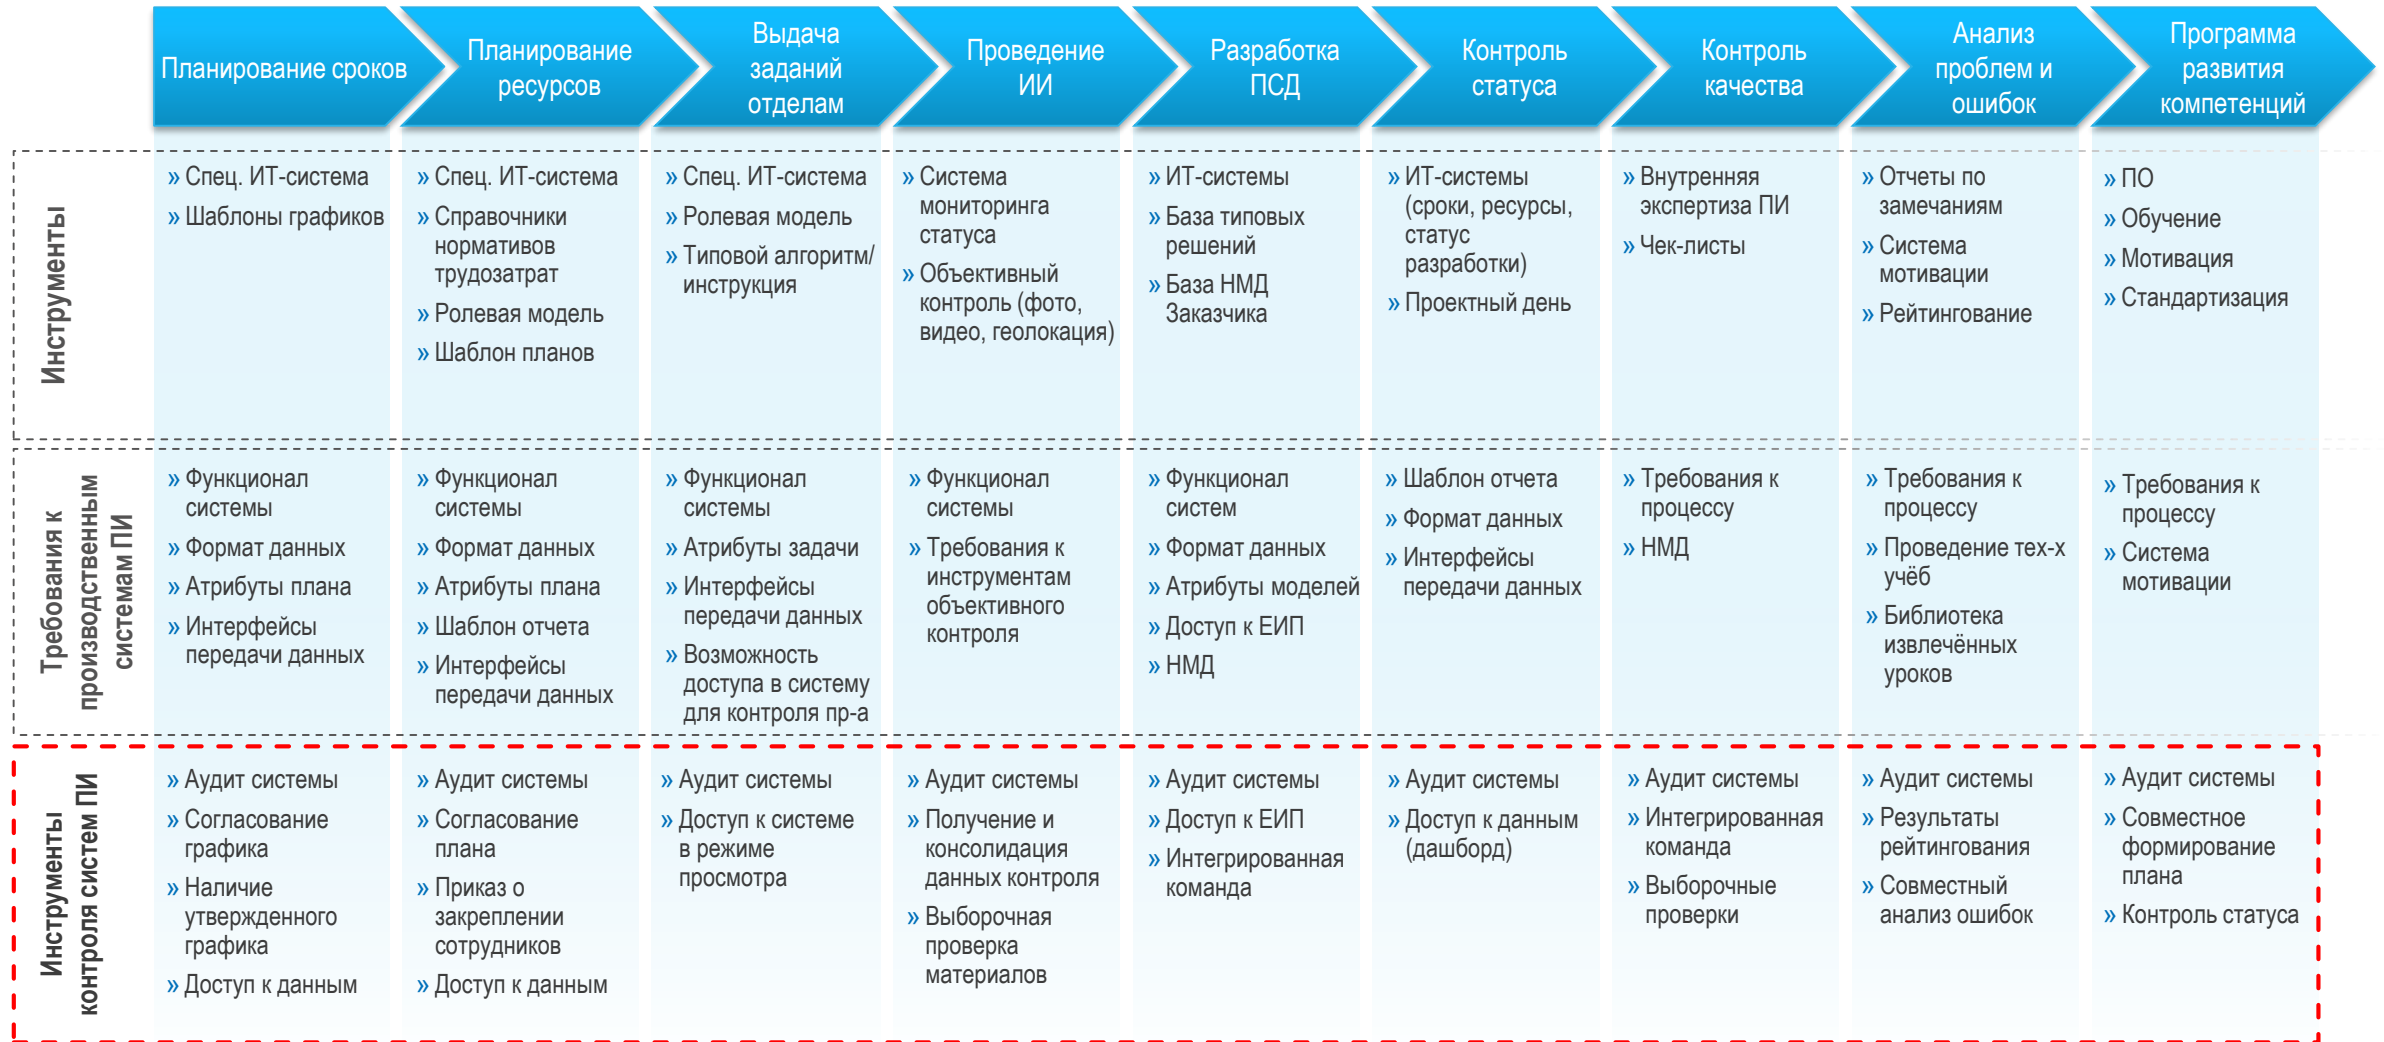 Планирование сроков
Планирование
ресурсов
Выдача
заданий
отделам
Проведение
ИИ
Разработка
ПСД
Контроль
статуса
Контроль
качества
Анализ
проблем и
ошибок
Программа
развития
компетенций
Инструменты
» Спец. ИТ-система
» Шаблоны графиков
» Спец. ИТ-система
» Справочники
нормативов
трудозатрат
» Ролевая модель
» Шаблон планов
» Спец. ИТ-система
» Ролевая модель
» Типовой алгоритм/
инструкция
» Система
мониторинга
статуса
» Объективный
контроль (фото,
видео, геолокация)
» ИТ-системы
» База типовых
решений
» База НМД
Заказчика
» ИТ-системы
(сроки, ресурсы,
статус
разработки)
» Проектный день
» Внутренняя
экспертиза ПИ
» Чек-листы
» Отчеты по
замечаниям
» Система
мотивации
» Рейтингование
» ПО
» Обучение
» Мотивация
» Стандартизация
Требования к
производственным
системам ПИ
» Функционал
системы
» Формат данных
» Атрибуты плана
» Интерфейсы
передачи данных
» Функционал
системы
» Формат данных
» Атрибуты плана
» Шаблон отчета
» Интерфейсы
передачи данных
» Функционал
системы
» Атрибуты задачи
» Интерфейсы
передачи данных
» Возможность
доступа в систему
для контроля пр-а
» Функционал
системы
» Требования к
инструментам
объективного
контроля
» Функционал
систем
» Формат данных
» Атрибуты моделей
» Доступ к ЕИП
» НМД
» Шаблон отчета
» Формат данных
» Интерфейсы
передачи данных
» Требования к
процессу
» НМД
» Требования к
процессу
» Проведение тех-х
учёб
» Библиотека
извлечённых
уроков
» Требования к
процессу
» Система
мотивации
Инструменты
контроля систем ПИ
» Аудит системы
» Согласование
графика
» Наличие
утвержденного
графика
» Доступ к данным
» Аудит системы
» Согласование
плана
» Приказ о
закреплении
сотрудников
» Доступ к данным
» Аудит системы
» Доступ к системе
в режиме
просмотра
» Аудит системы
» Получение и
консолидация
данных контроля
» Выборочная
проверка
материалов
» Аудит системы
» Доступ к ЕИП
» Интегрированная
команда
» Аудит системы
» Доступ к данным
(дашборд)
» Аудит системы
» Интегрированная
команда
» Выборочные
проверки
» Аудит системы
» Результаты
рейтингования
» Совместный
анализ ошибок
» Аудит системы
» Совместное
формирование
плана
» Контроль статуса